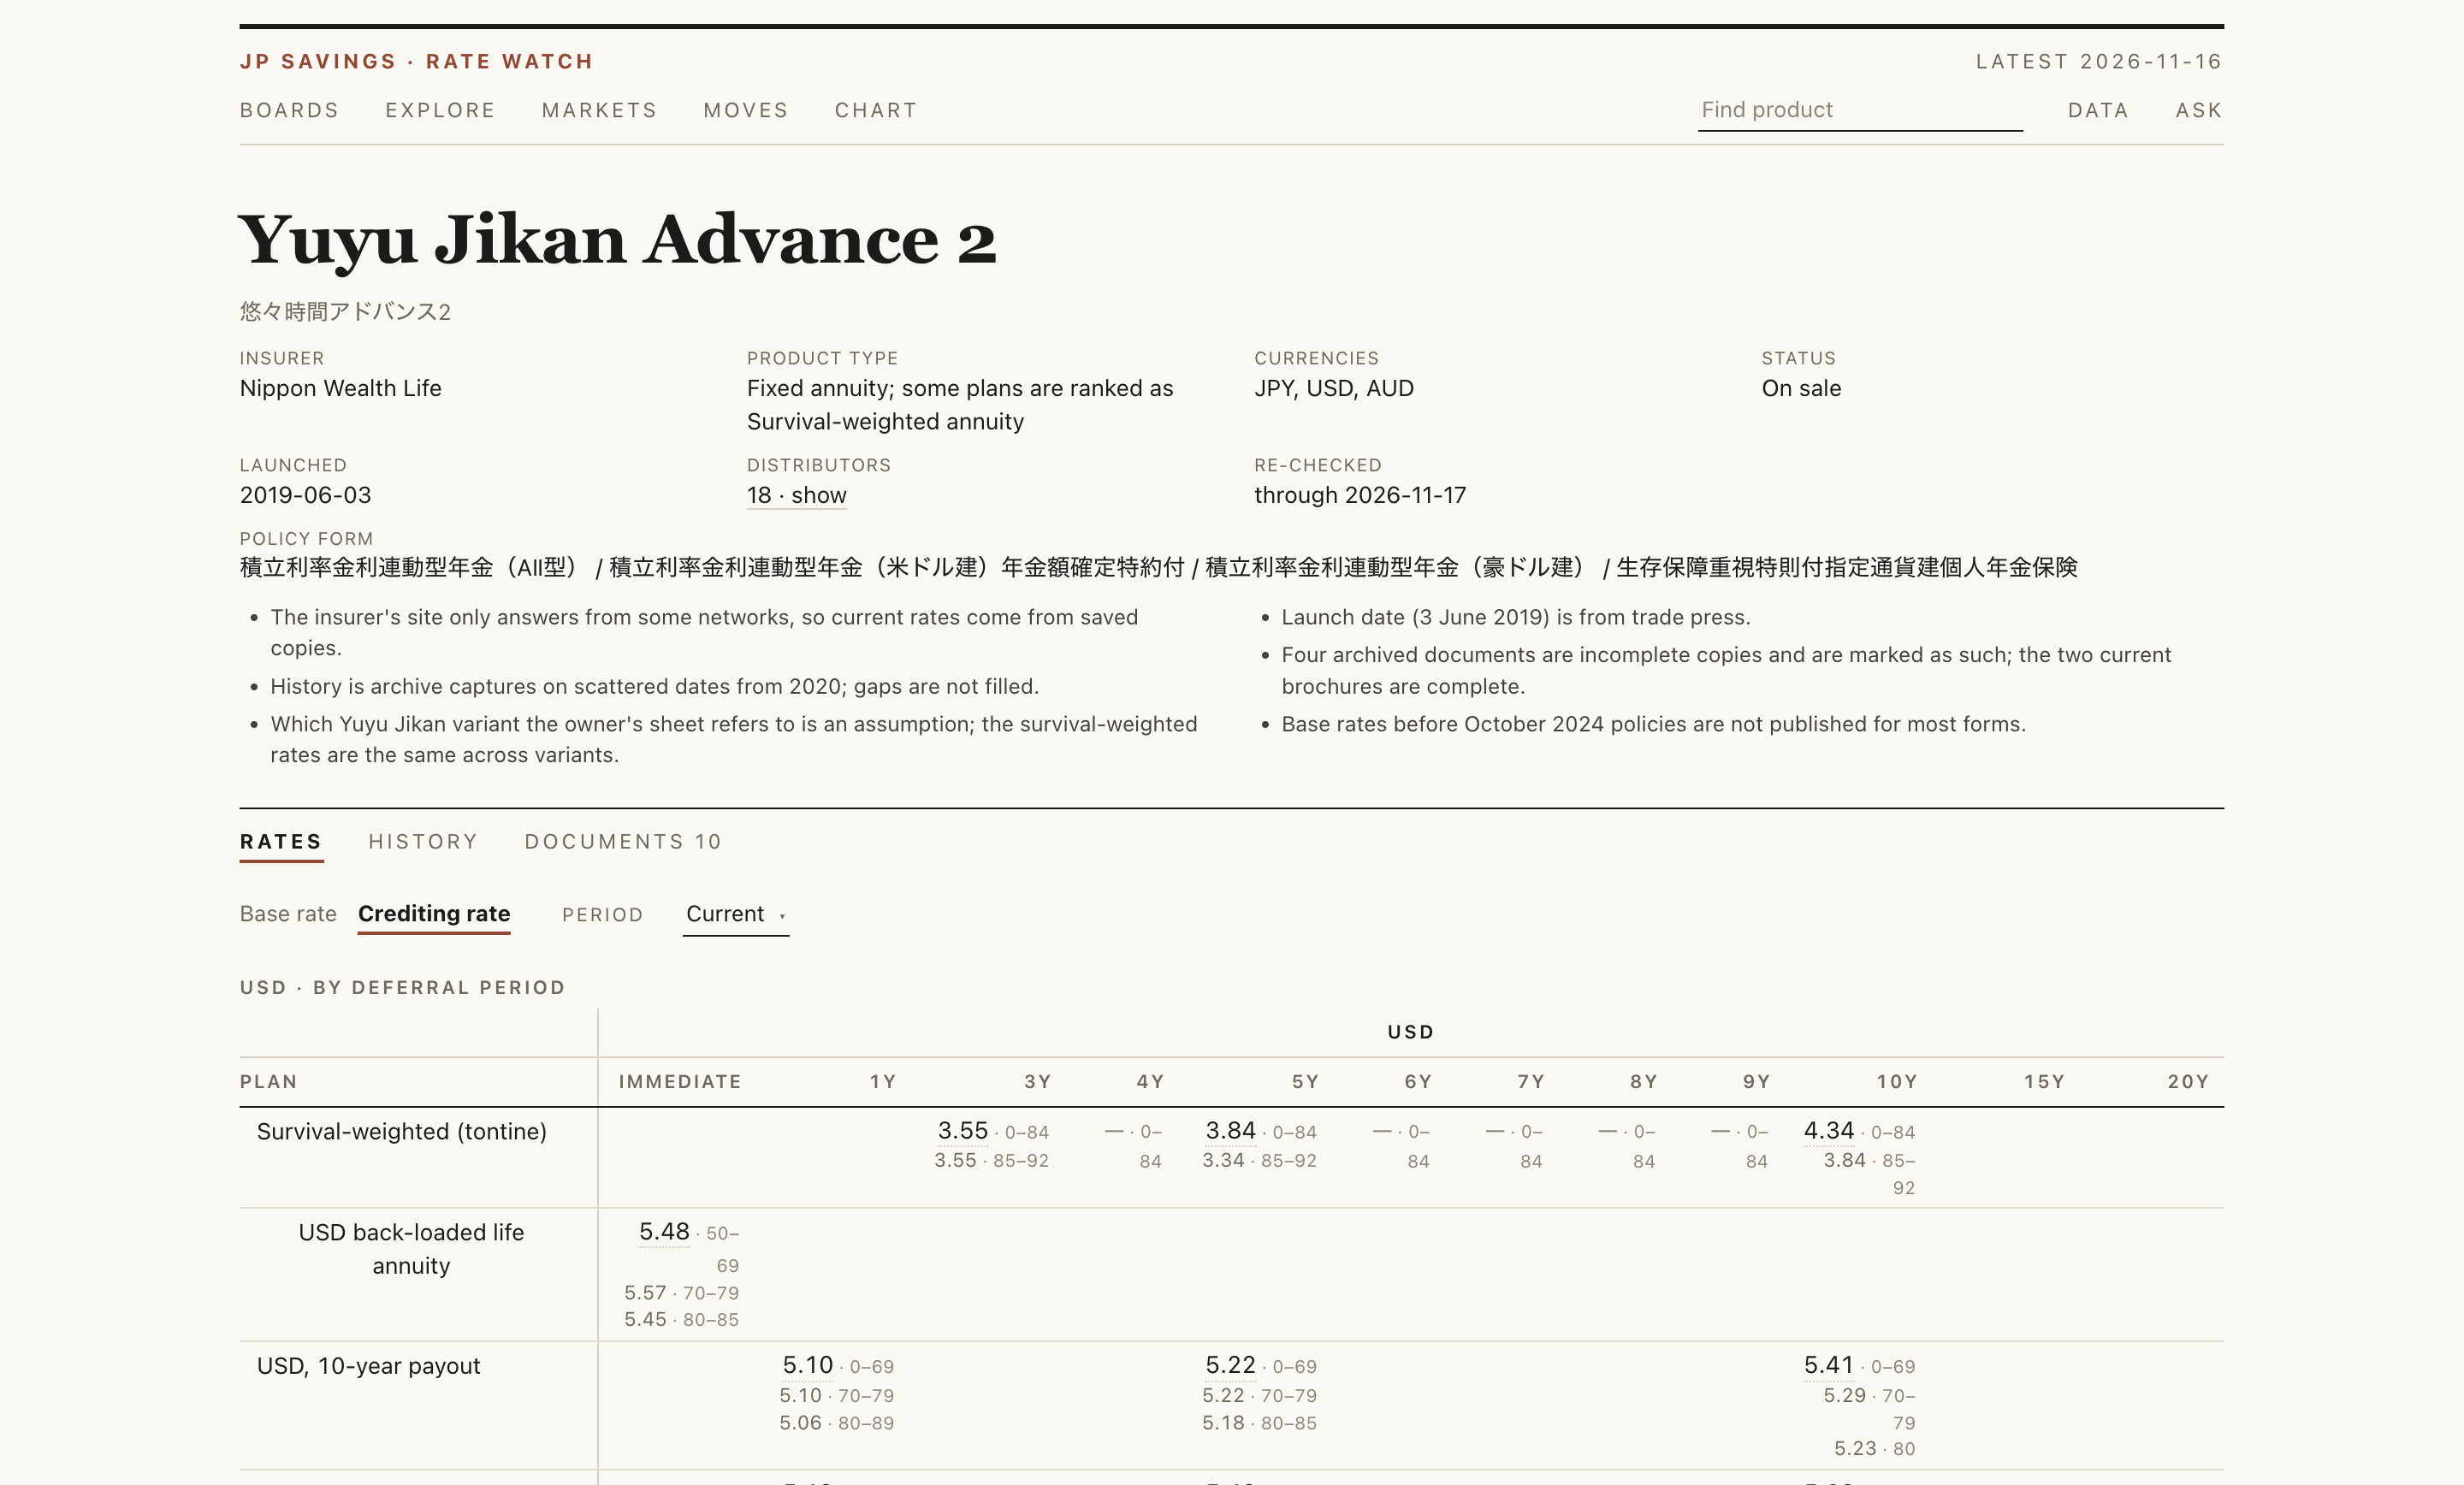 JP SAVINGS · RATE WATCH
LATEST 2026-11-16
BOARDS EXPLORE MARKETS MOVES CHART Find product DATA ASK
Yuyu Jikan Advance 2
悠々時間アドバンス2
INSURER PRODUCT TYPE CURRENCIES STATUS
Nippon Wealth Life Fixed annuity; some plans are ranked as JPY, USD, AUD On sale
Survival-weighted annuity
LAUNCHED DISTRIBUTORS RE-CHECKED
2019-06-03 18 · show through 2026-11-17
POLICY FORM
積立利率金利連動型年金（AII型） / 積立利率金利連動型年金（米ドル建）年金額確定特約付 / 積立利率金利連動型年金（豪ドル建） / 生存保障重視特則付指定通貨建個人年金保険
• The insurer's site only answers from some networks, so current rates come from saved
copies.
• History is archive captures on scattered dates from 2020; gaps are not filled.
• Which Yuyu Jikan variant the owner's sheet refers to is an assumption; the survival-weighted
rates are the same across variants.
• Launch date (3 June 2019) is from trade press.
• Four archived documents are incomplete copies and are marked as such; the two current
brochures are complete.
• Base rates before October 2024 policies are not published for most forms.
RATES HISTORY DOCUMENTS 10
Base rate Crediting rate PERIOD Current
USD · BY DEFERRAL PERIOD
USD
PLAN IMMEDIATE 1Y 3Y 4Y 5Y 6Y 7Y 8Y 9Y 10Y 15Y 20Y
Survival-weighted (tontine) 3.55 · 0–84 — · 0– 3.84 · 0–84 — · 0– — · 0– — · 0– — · 0– 4.34 · 0–84
3.55 · 85–92 84 3.34 · 85–92 84 84 84 84 3.84 · 85–
92
USD back-loaded life 5.48 · 50–
annuity 69
5.57 · 70–79
5.45 · 80–85
USD, 10-year payout 5.10 · 0–69 5.22 · 0–69 5.41 · 0–69
5.10 · 70–79 5.22 · 70–79 5.29 · 70–
5.06 · 80–89 5.18 · 80–85 79
5.23 · 80